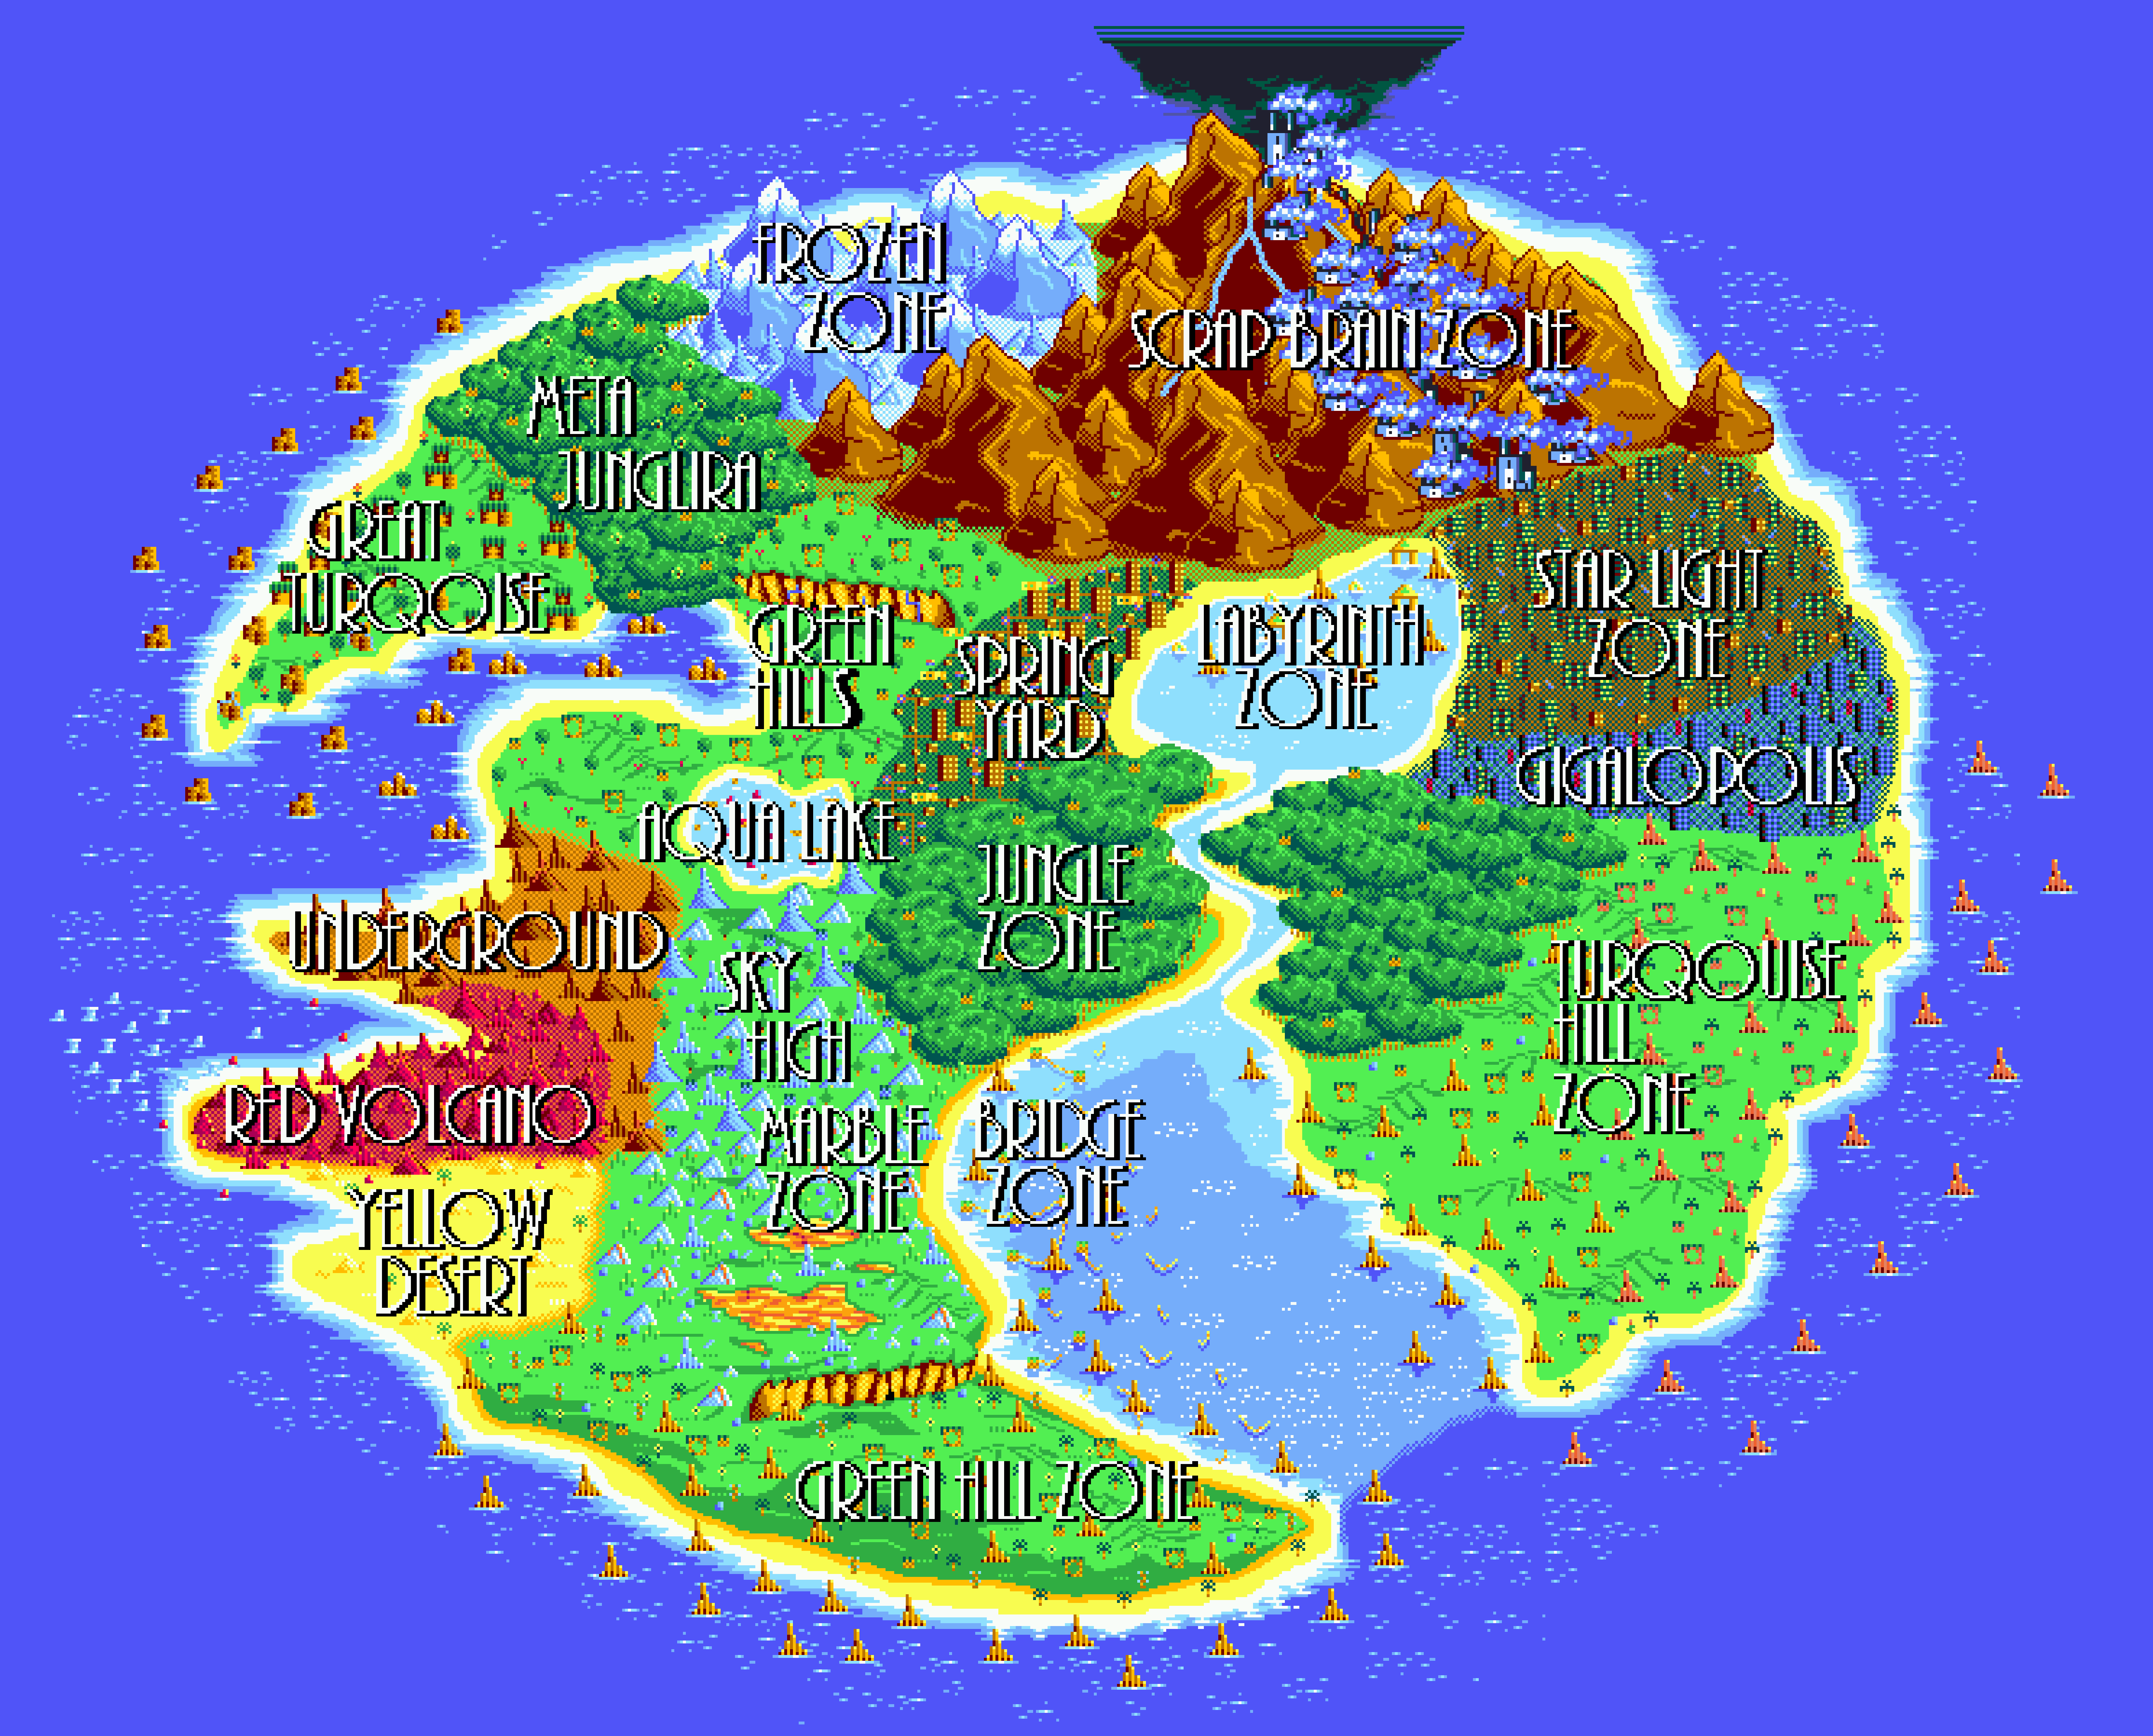 FROZEN
ZONE
SCRAP BRAIN ZONE
META
JUNGLIRA
GREAT
TURQOISE
STAR LIGHT
ZONE
GREEN
HILLS
SPRING
YARD
LABYRINTH
ZONE
GIGALOPOLIS
AQUA LAKE
JUNGLE
ZONE
UNDERGROUND
SKY
HIGH
TURQOUISE
HILL
ZONE
RED VOLCANO
MARBLE
ZONE
BRIDGE
ZONE
YELLOW
DESERT
GREEN HILL ZONE